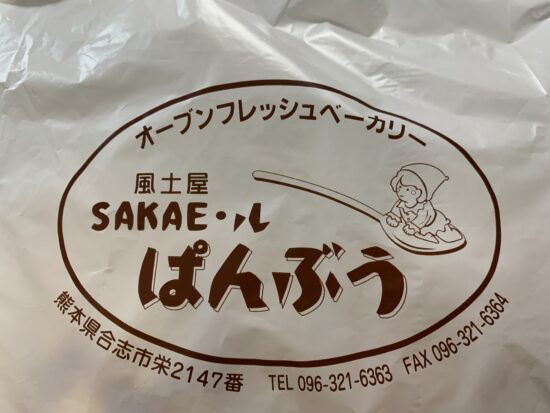 オーブンフレッシュベーカリー
風土屋
SAKAE・ル
ぱんぶう
熊本県合志市栄2147番 TEL 096-321-6363 FAX 096-321-6364